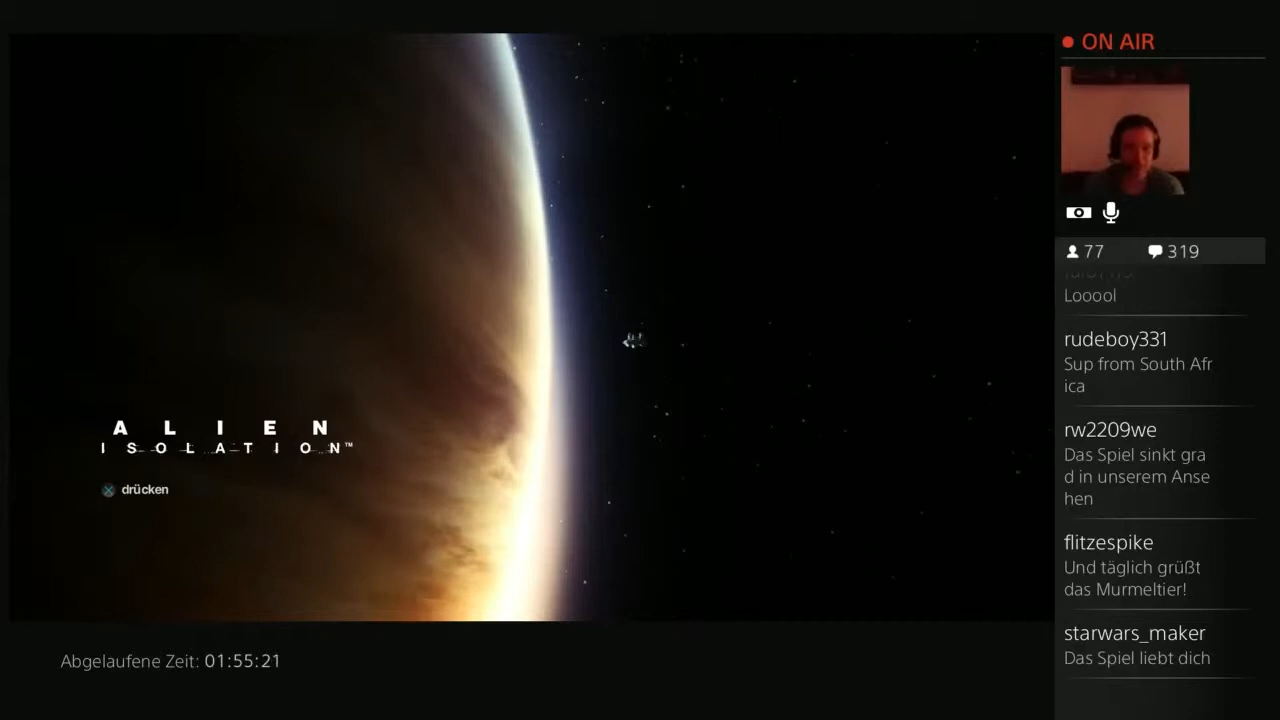 ON AIR
77 319
Looool
rudeboy331
Sup from South Afr
ica
rw2209we
Das Spiel sinkt gra
d in unserem Anse
hen
flitzespike
Und täglich grüßt
das Murmeltier!
starwars_maker
Das Spiel liebt dich
ALIEN
ISOLATION™
drücken
Abgelaufene Zeit: 01:55:21